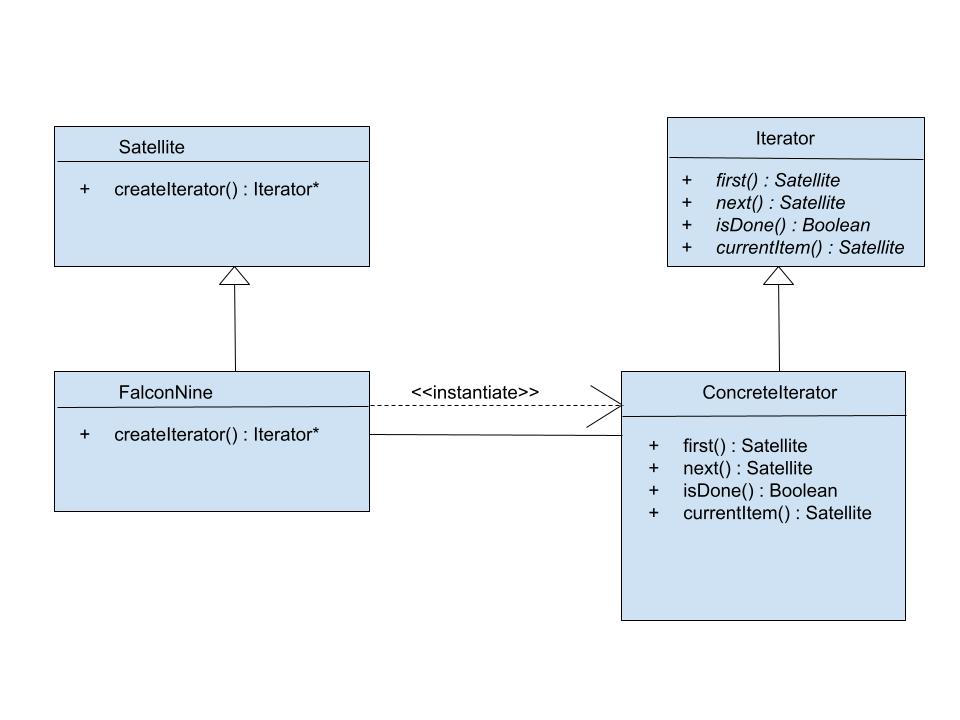 Satellite
+ createIterator() : Iterator*
Iterator
+ first() : Satellite
+ next() : Satellite
+ isDone() : Boolean
+ currentItem() : Satellite
FalconNine
+ createIterator() : Iterator*
<<instantiate>>
ConcreteIterator
+ first() : Satellite
+ next() : Satellite
+ isDone() : Boolean
+ currentItem() : Satellite